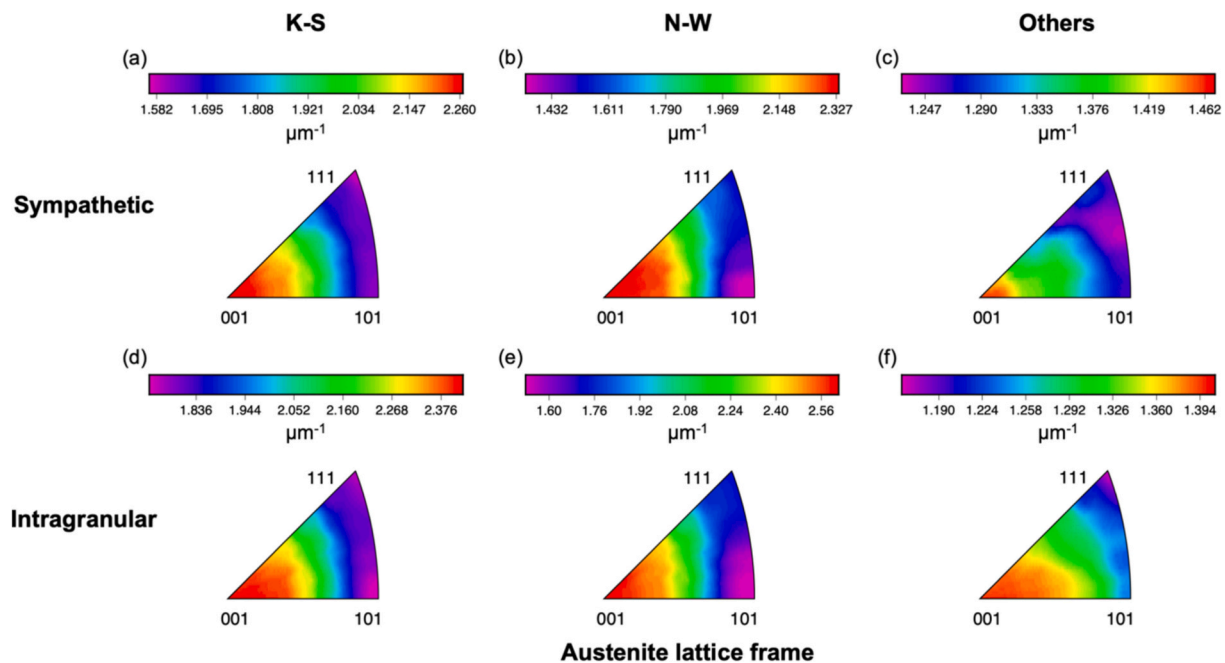 K-S N-W Others
(a) (b) (c)
1.582 1.695 1.808 1.921 2.034 2.147 2.260 1.432 1.611 1.790 1.969 2.148 2.327 1.247 1.290 1.333 1.376 1.419 1.462
µm⁻¹ µm⁻¹ µm⁻¹
111 111 111
Sympathetic
001 101 001 101 001 101
(d) (e) (f)
1.836 1.944 2.052 2.160 2.268 2.376 1.60 1.76 1.92 2.08 2.24 2.40 2.56 1.190 1.224 1.258 1.292 1.326 1.360 1.394
µm⁻¹ µm⁻¹ µm⁻¹
111 111 111
Intragranular
001 101 001 101 001 101
Austenite lattice frame